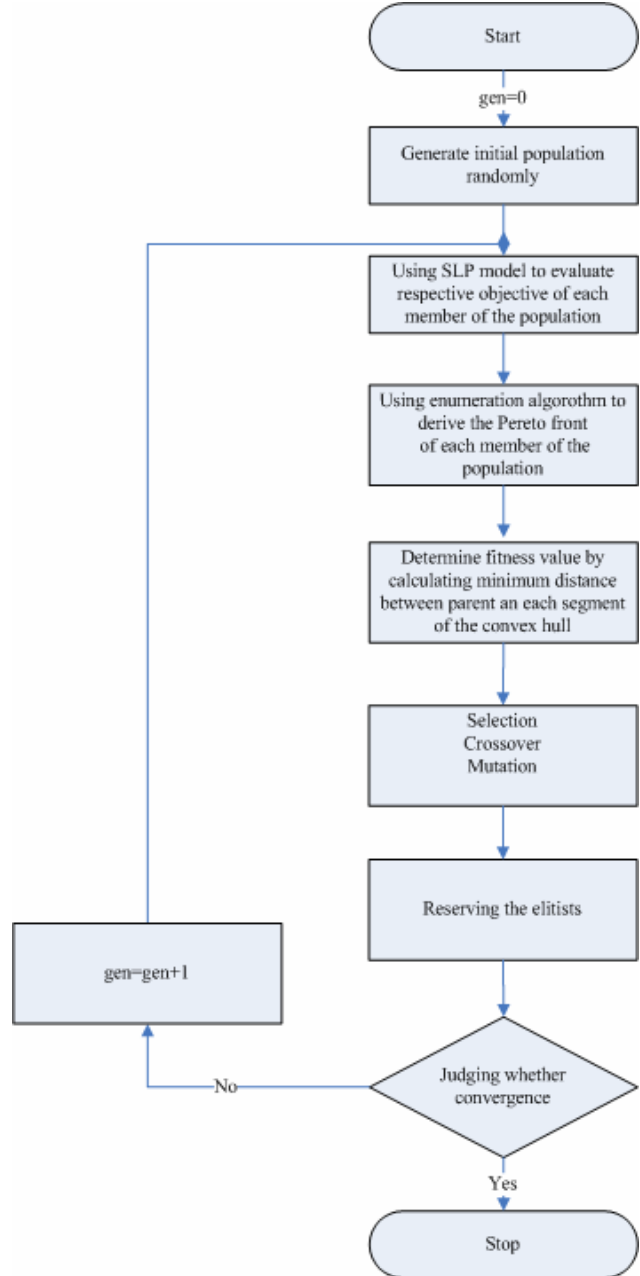 Start
gen=0
Generate initial population
randomly
Using SLP model to evaluate
respective objective of each
member of the population
Using enumeration algorothm to
derive the Pereto front
of each member of the
population
Determine fitness value by
calculating minimum distance
between parent an each segment
of the convex hull
Selection
Crossover
Mutation
Reserving the elitists
gen=gen+1
Judging whether
convergence
No
Yes
Stop